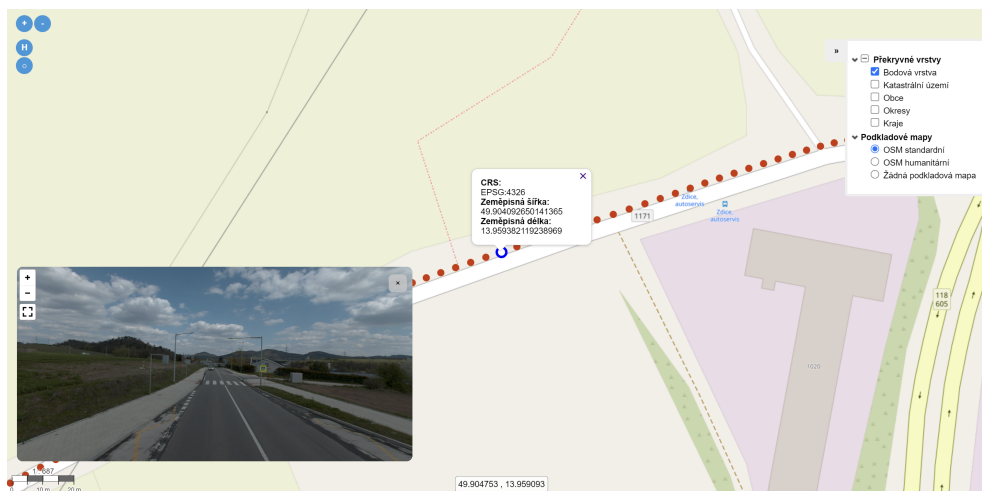 +
-
H
○
»
Překryvné vrstvy
Bodová vrstva
Katastrální území
Obce
Okresy
Kraje
Podkladové mapy
OSM standardní
OSM humanitární
Žádná podkladová mapa
CRS:
EPSG:4326
Zeměpisná šířka:
49.904092650141365
Zeměpisná délka:
13.959382119238969
×
Zdice,
autoservis
Zdice,
autoservis
1171
118
605
1020
+
−
×
0
10 m
20 m
49.904753 , 13.959093